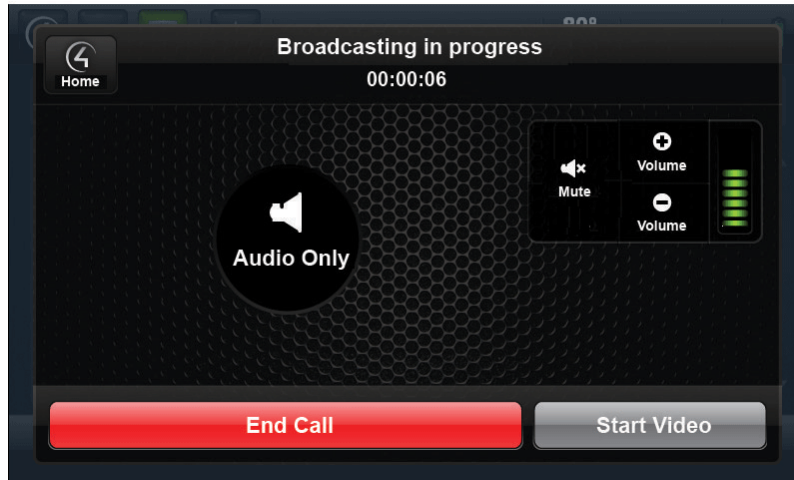 Broadcasting in progress
00:00:06
Home
Mute
Volume
Volume
Audio Only
End Call
Start Video